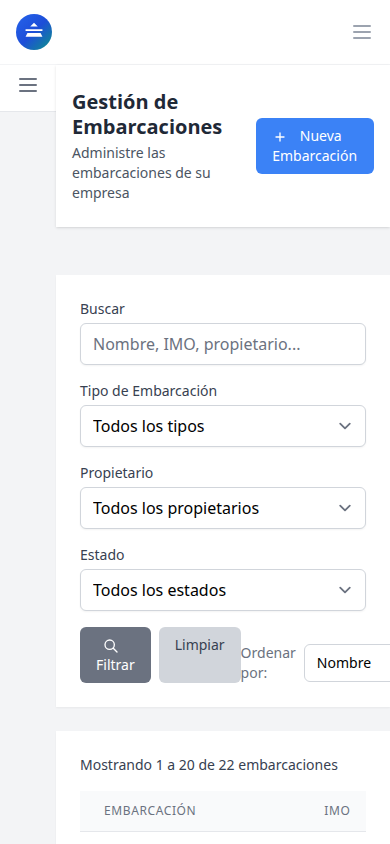 Gestión de
Embarcaciones
Administre las
embarcaciones de su
empresa
Nueva
Embarcación
Buscar
Nombre, IMO, propietario...
Tipo de Embarcación
Todos los tipos
Propietario
Todos los propietarios
Estado
Todos los estados
Filtrar
Limpiar
Ordenar
por:
Nombre
Mostrando 1 a 20 de 22 embarcaciones
EMBARCACIÓN IMO